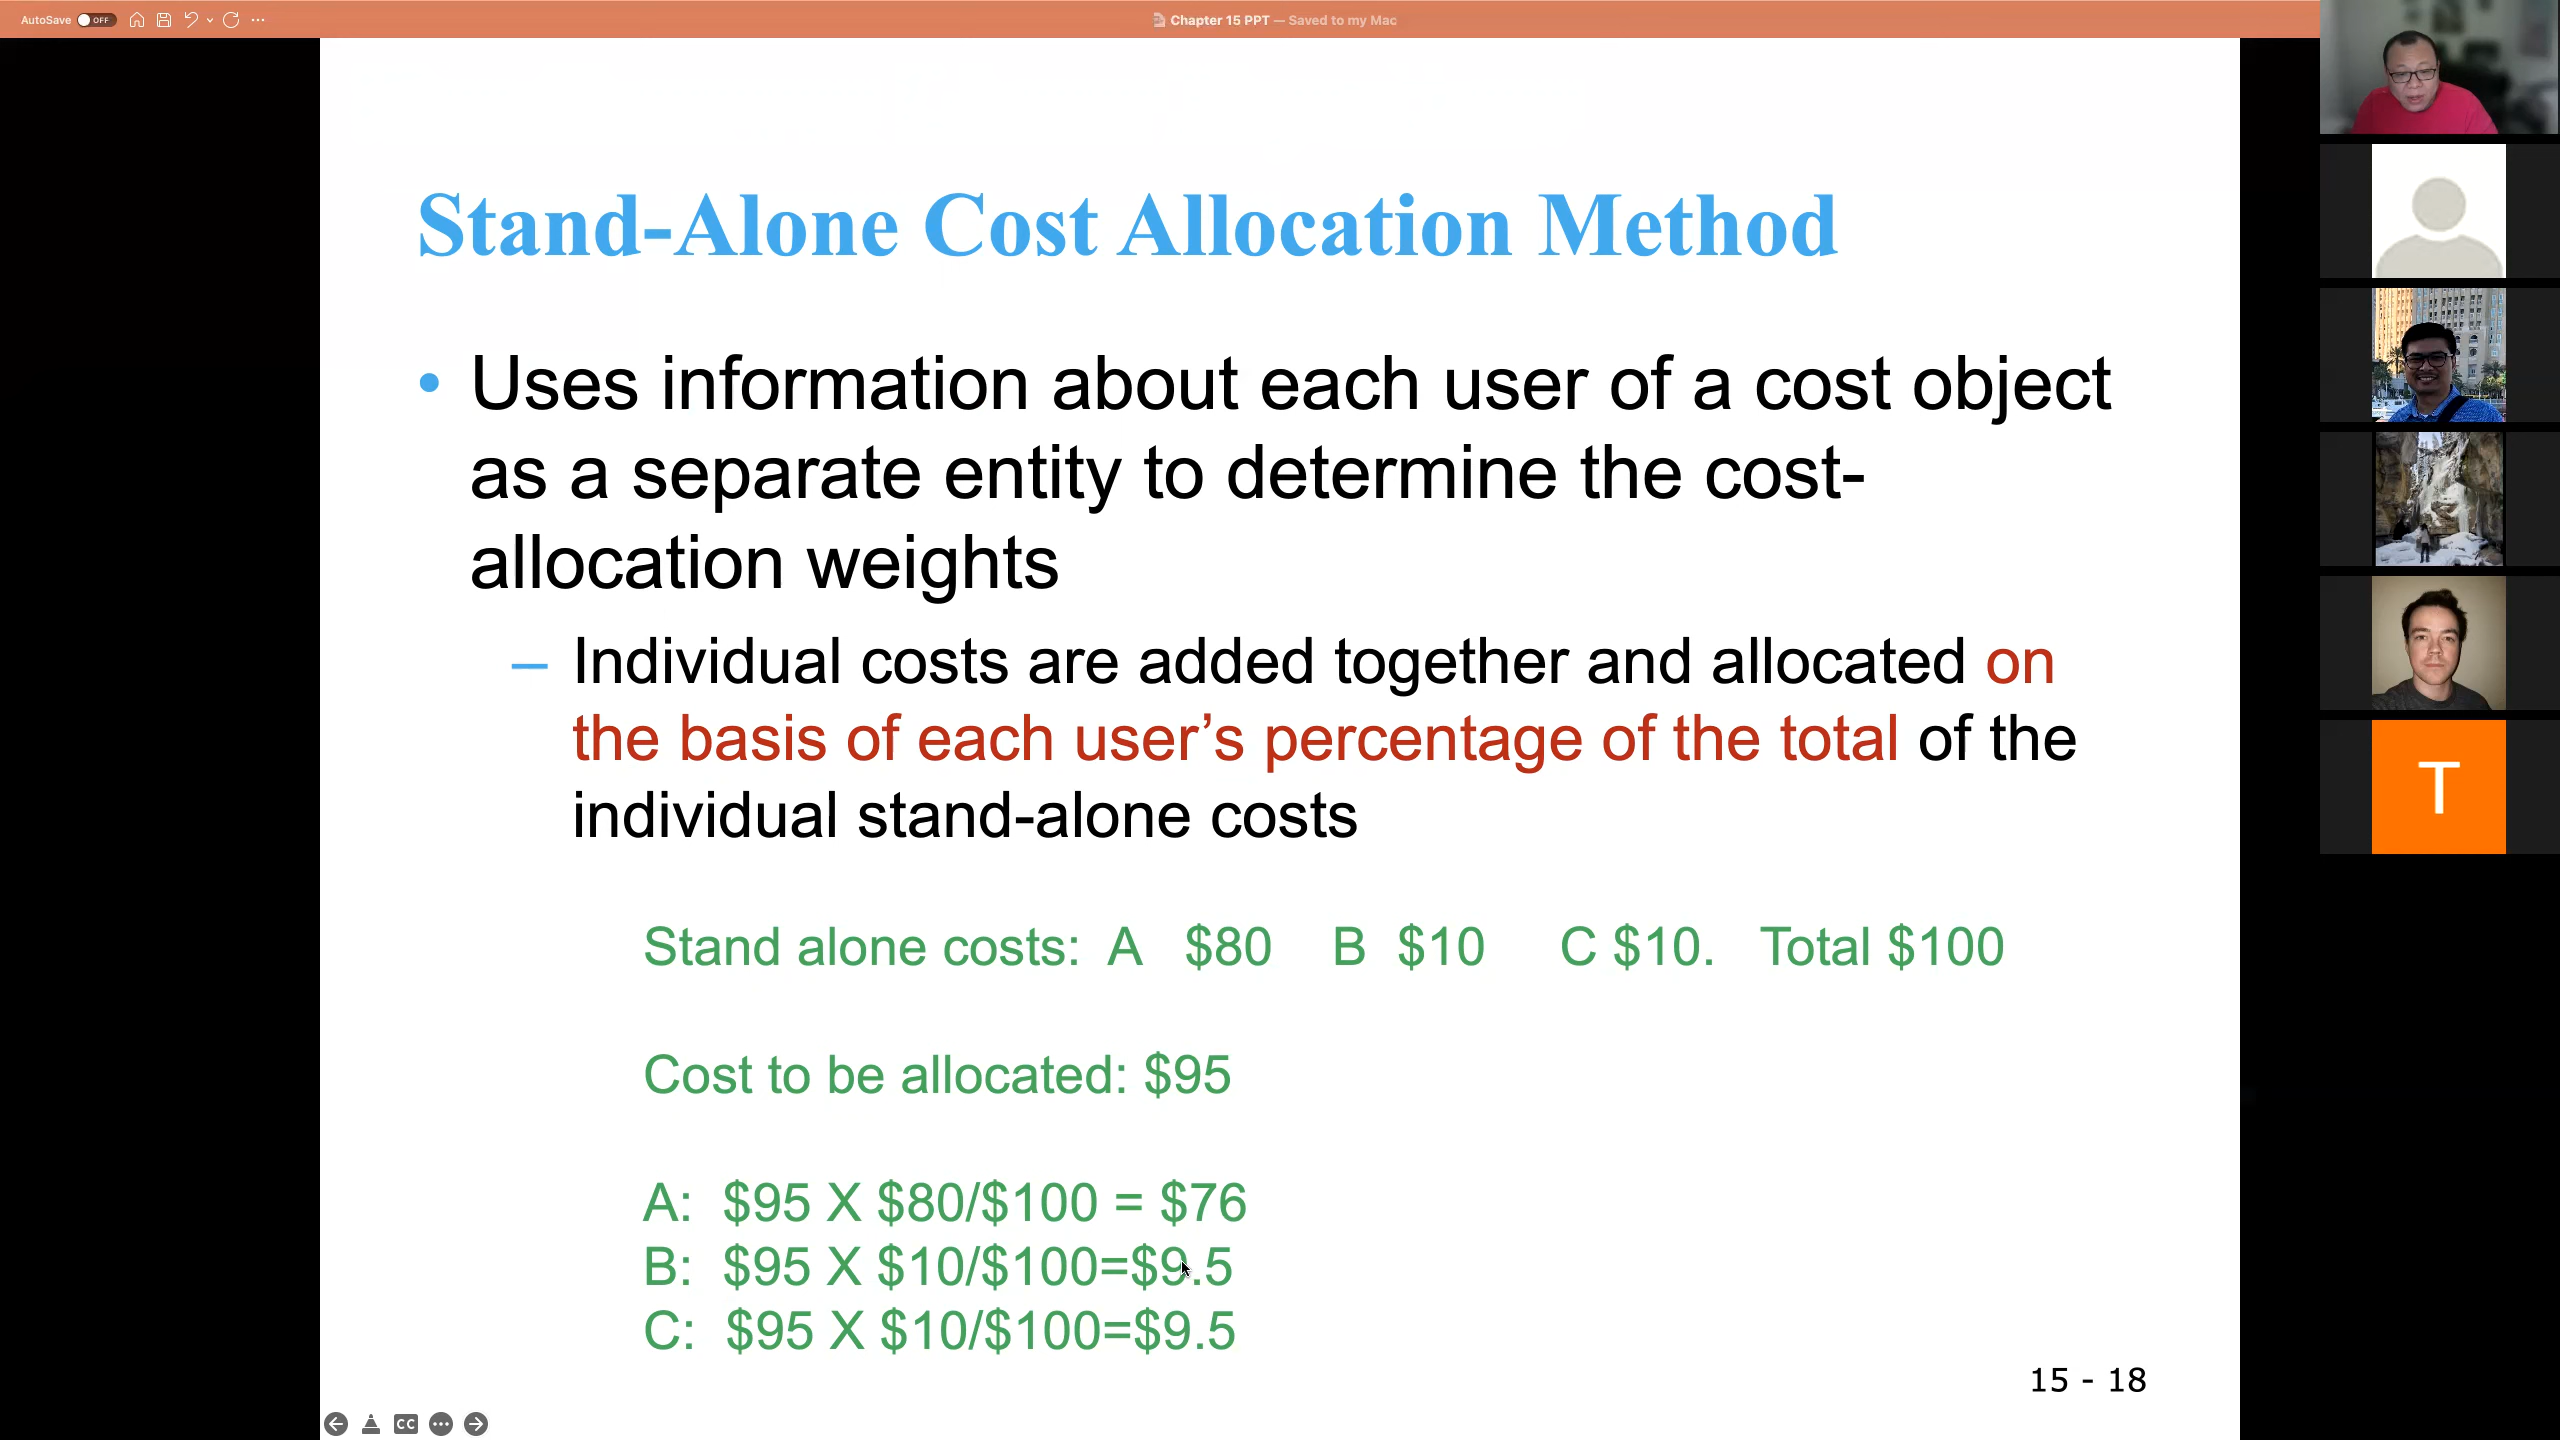 AutoSave OFF
Chapter 15 PPT — Saved to my Mac
Stand-Alone Cost Allocation Method
• Uses information about each user of a cost object
as a separate entity to determine the cost-
allocation weights
– Individual costs are added together and allocated on
the basis of each user’s percentage of the total of the
individual stand-alone costs
Stand alone costs: A $80 B $10 C $10. Total $100
Cost to be allocated: $95
A: $95 X $80/$100 = $76
B: $95 X $10/$100=$9.5
C: $95 X $10/$100=$9.5
15 - 18
CC
T